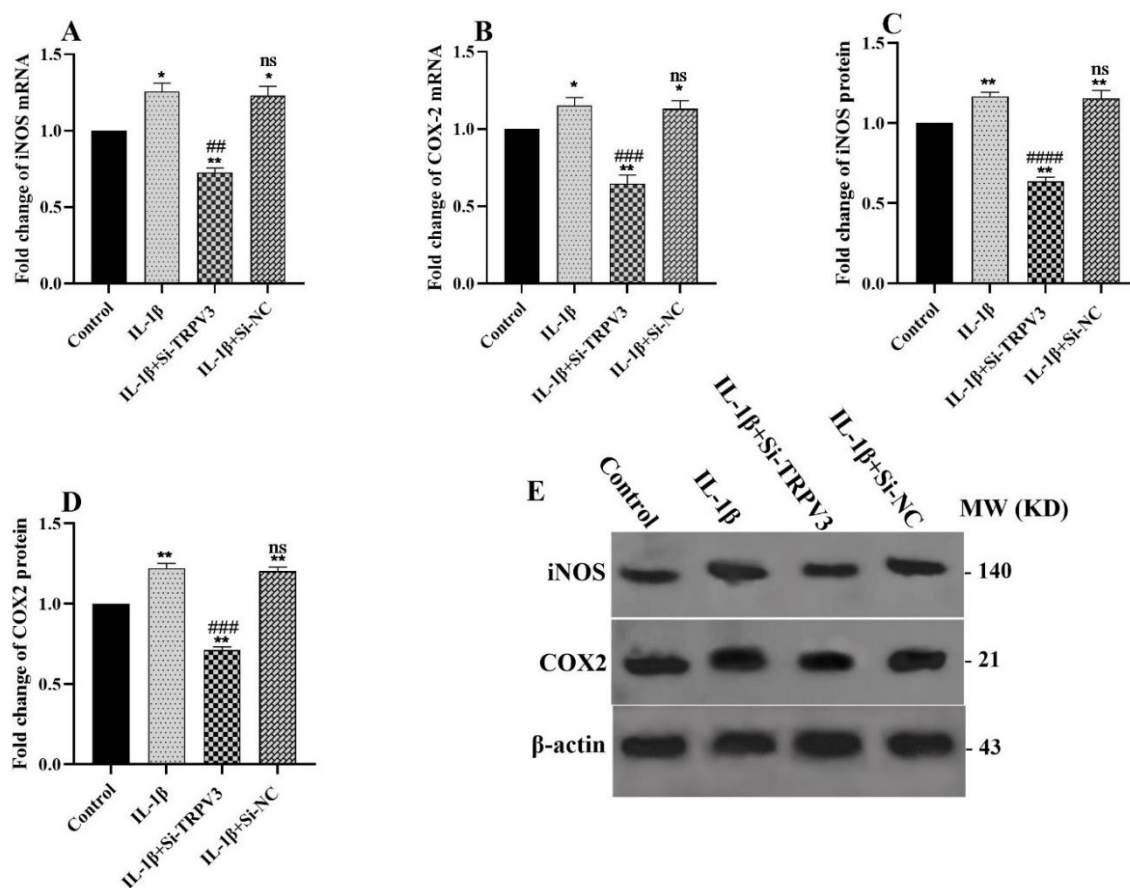 A
Fold change of iNOS mRNA
1.5
1.0
0.5
0.0
*
##
**
ns
*
Control
IL-1β
IL-1β+Si-TRPV3
IL-1β+Si-NC
B
Fold change of COX-2 mRNA
1.5
1.0
0.5
0.0
*
###
**
ns
*
Control
IL-1β
IL-1β+Si-TRPV3
IL-1β+Si-NC
C
Fold change of iNOS protein
1.5
1.0
0.5
0.0
**
####
**
ns
**
Control
IL-1β
IL-1β+Si-TRPV3
IL-1β+Si-NC
D
Fold change of COX2 protein
1.5
1.0
0.5
0.0
**
###
**
ns
**
Control
IL-1β
IL-1β+Si-TRPV3
IL-1β+Si-NC
E
Control
IL-1β
IL-1β+Si-TRPV3
IL-1β+Si-NC
MW (KD)
iNOS - 140
COX2 - 21
β-actin - 43